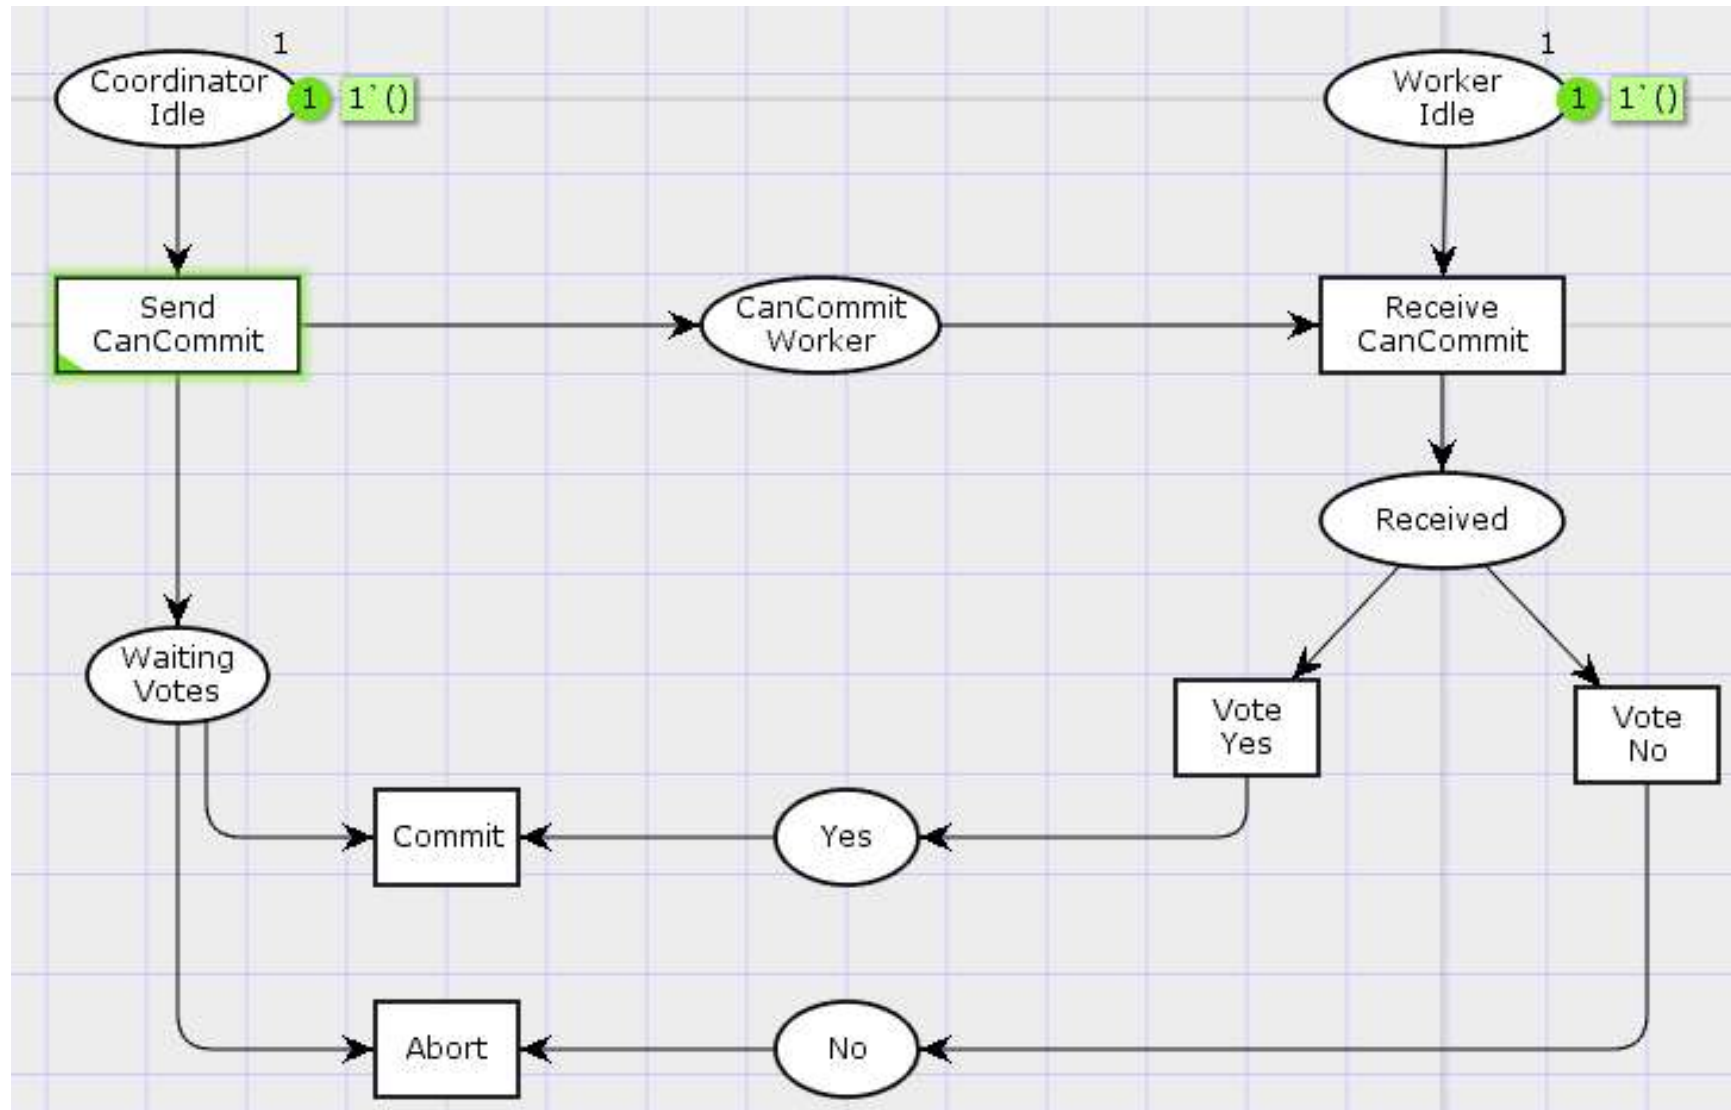 1
1
Coordinator
Idle
1
1`()
Worker
Idle
1
1`()
Send
CanCommit
CanCommit
Worker
Receive
CanCommit
Received
Waiting
Votes
Vote
Yes
Vote
No
Commit
Yes
Abort
No